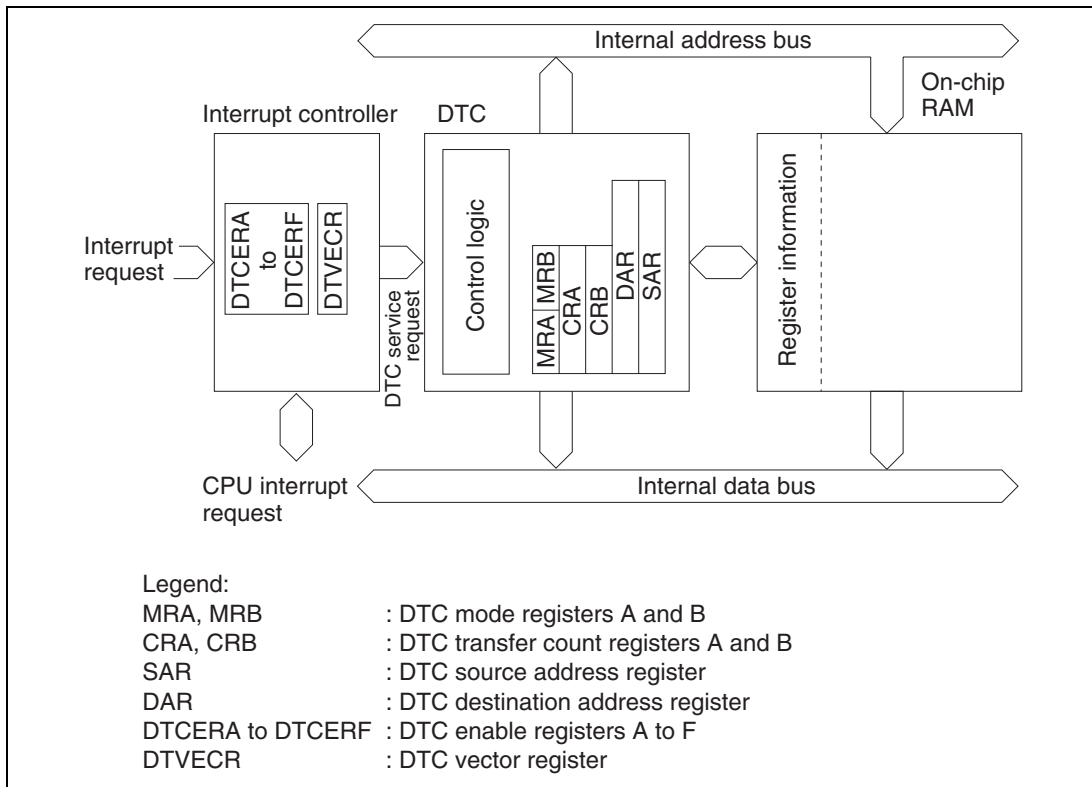 Internal address bus
On-chip
RAM
Interrupt controller
DTC
Interrupt
request
DTCERA
to
DTCERF
DTVECR
DTC service
request
Control logic
MRA
MRB
CRA
CRB
DAR
SAR
Register information
CPU interrupt
request
Internal data bus
Legend:
MRA, MRB : DTC mode registers A and B
CRA, CRB : DTC transfer count registers A and B
SAR : DTC source address register
DAR : DTC destination address register
DTCERA to DTCERF : DTC enable registers A to F
DTVECR : DTC vector register